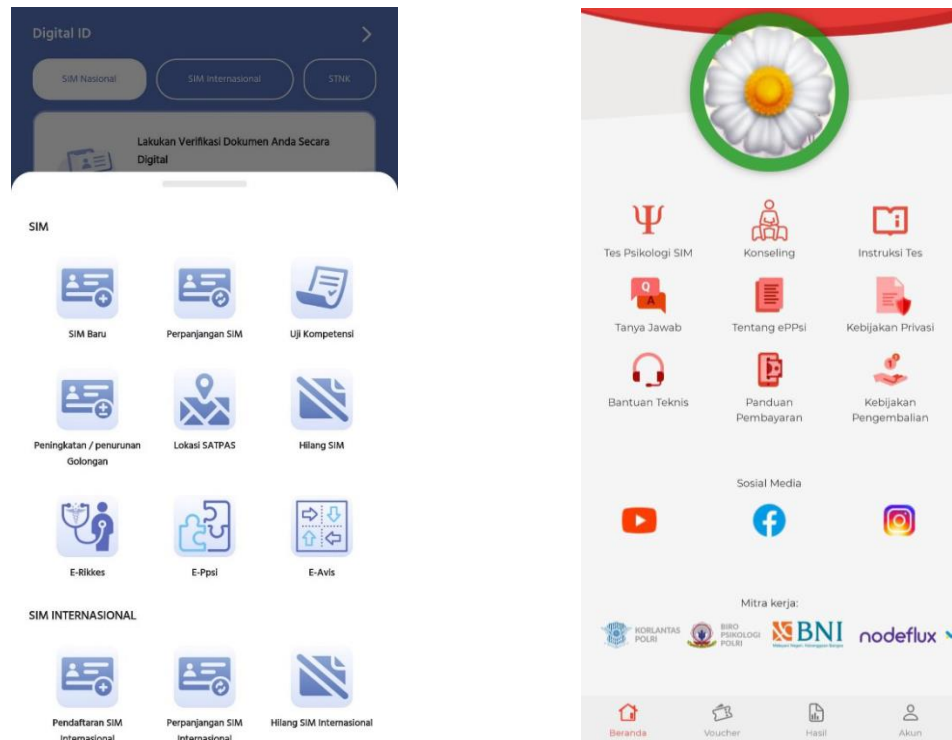 Digital ID
SIM Nasional
SIM Internasional
STNK
Lakukan Verifikasi Dokumen Anda Secara
Digital
SIM
SIM Baru
Perpanjangan SIM
Uji Kompetensi
Peningkatan / penurunan
Golongan
Lokasi SATPAS
Hilang SIM
E-Rikkes
E-Ppsi
E-Avis
SIM INTERNASIONAL
Pendaftaran SIM
Internasional
Perpanjangan SIM
Internasional
Hilang SIM Internasional
Ψ
Tes Psikologi SIM
Konseling
Instruksi Tes
Q
A
Tanya Jawab
Tentang ePPsi
Kebijakan Privasi
Bantuan Teknis
Panduan
Pembayaran
Kebijakan
Pengembalian
Sosial Media
Mitra kerja:
KORLANTAS
POLRI
BIRO
PSIKOLOGI
POLRI
BNI
nodeflux
Beranda
Voucher
Hasil
Akun